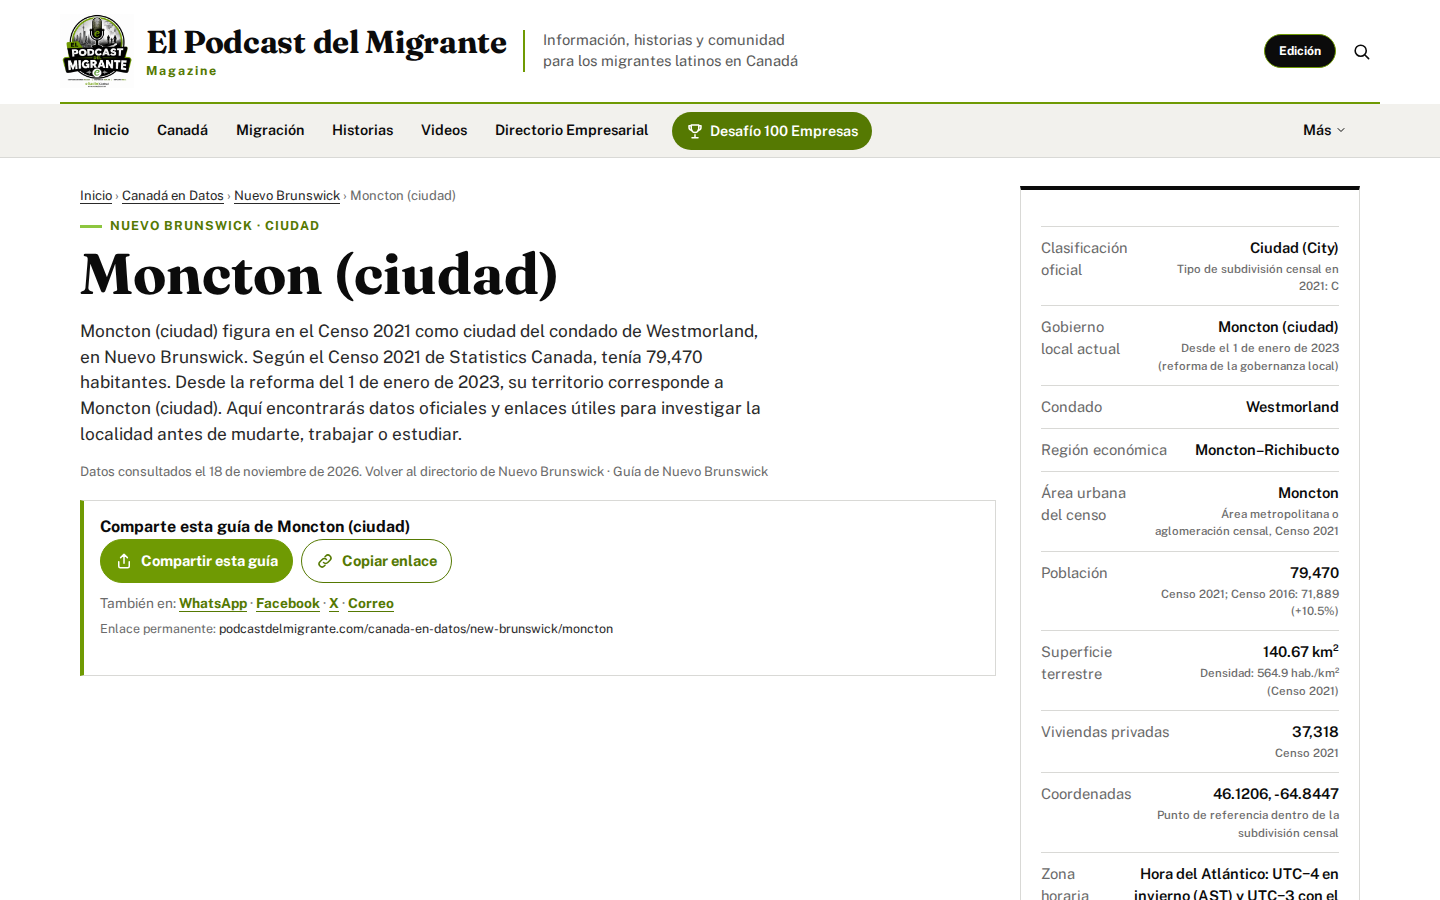 EL
PODCAST
MIGRANTE
El Podcast del Migrante
Magazine
Información, historias y comunidad
para los migrantes latinos en Canadá
Edición
Inicio
Canadá
Migración
Historias
Videos
Directorio Empresarial
Desafío 100 Empresas
Más
Inicio › Canadá en Datos › Nuevo Brunswick › Moncton (ciudad)
NUEVO BRUNSWICK · CIUDAD
Moncton (ciudad)
Moncton (ciudad) figura en el Censo 2021 como ciudad del condado de Westmorland,
en Nuevo Brunswick. Según el Censo 2021 de Statistics Canada, tenía 79,470
habitantes. Desde la reforma del 1 de enero de 2023, su territorio corresponde a
Moncton (ciudad). Aquí encontrarás datos oficiales y enlaces útiles para investigar la
localidad antes de mudarte, trabajar o estudiar.
Datos consultados el 18 de noviembre de 2026. Volver al directorio de Nuevo Brunswick · Guía de Nuevo Brunswick
Comparte esta guía de Moncton (ciudad)
Compartir esta guía
Copiar enlace
También en: WhatsApp · Facebook · X · Correo
Enlace permanente: podcastdelmigrante.com/canada-en-datos/new-brunswick/moncton
Clasificación
oficial
Ciudad (City)
Tipo de subdivisión censal en
2021: C
Gobierno
local actual
Moncton (ciudad)
Desde el 1 de enero de 2023
(reforma de la gobernanza local)
Condado
Westmorland
Región económica
Moncton–Richibucto
Área urbana
del censo
Moncton
Área metropolitana o
aglomeración censal, Censo 2021
Población
79,470
Censo 2021; Censo 2016: 71,889
(+10.5%)
Superficie
terrestre
140.67 km²
Densidad: 564.9 hab./km²
(Censo 2021)
Viviendas privadas
37,318
Censo 2021
Coordenadas
46.1206, -64.8447
Punto de referencia dentro de la
subdivisión censal
Zona
horaria
Hora del Atlántico: UTC−4 en
invierno (AST) y UTC−3 con el